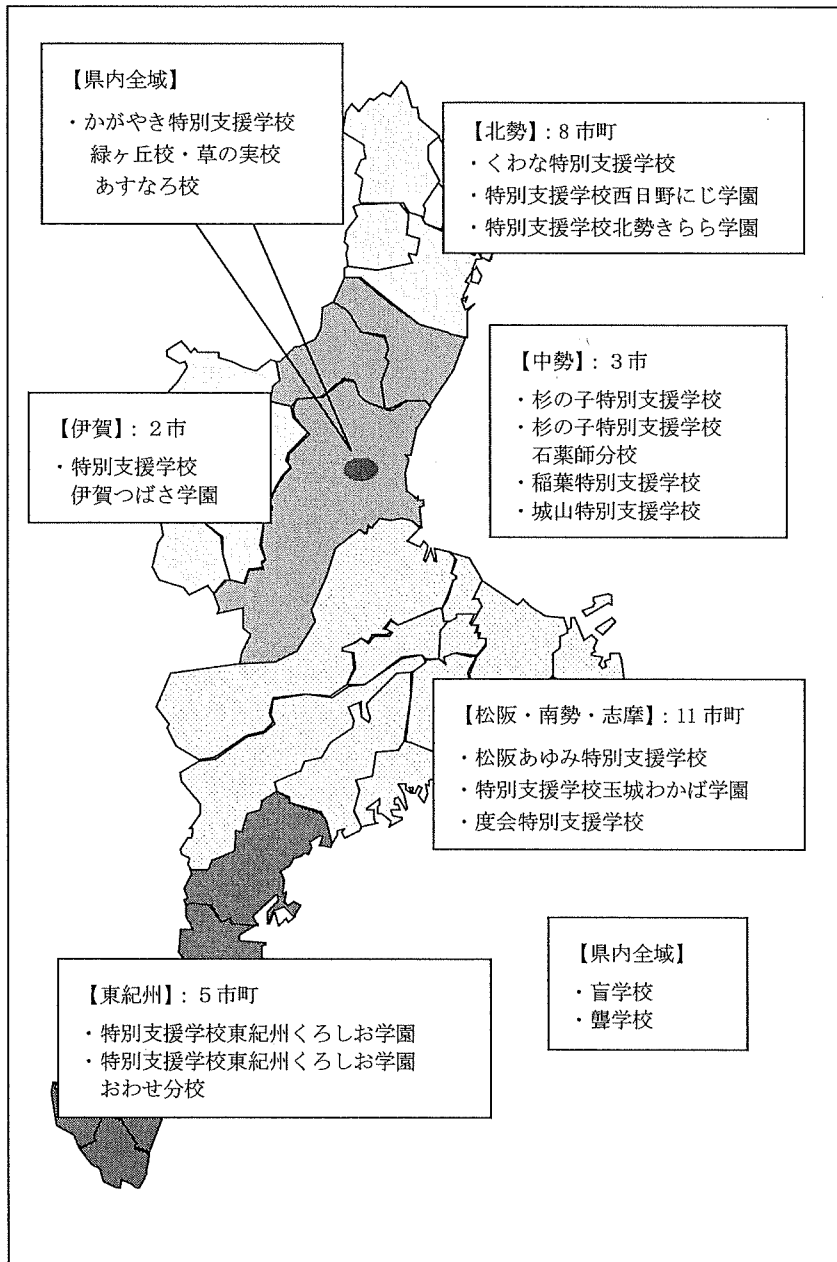 【県内全域】
・かがやき特別支援学校
緑ヶ丘校・草の実校
あすなろ校
【北勢】: 8市町
・くわな特別支援学校
・特別支援学校西日野にじ学園
・特別支援学校北勢きらら学園
【中勢】: 3市
・杉の子特別支援学校
・杉の子特別支援学校
石薬師分校
・稲葉特別支援学校
・城山特別支援学校
【伊賀】: 2市
・特別支援学校
伊賀つばさ学園
【松阪・南勢・志摩】: 11市町
・松阪あゆみ特別支援学校
・特別支援学校玉城わかば学園
・度会特別支援学校
【県内全域】
・盲学校
・聾学校
【東紀州】: 5市町
・特別支援学校東紀州くろしお学園
・特別支援学校東紀州くろしお学園
おわせ分校